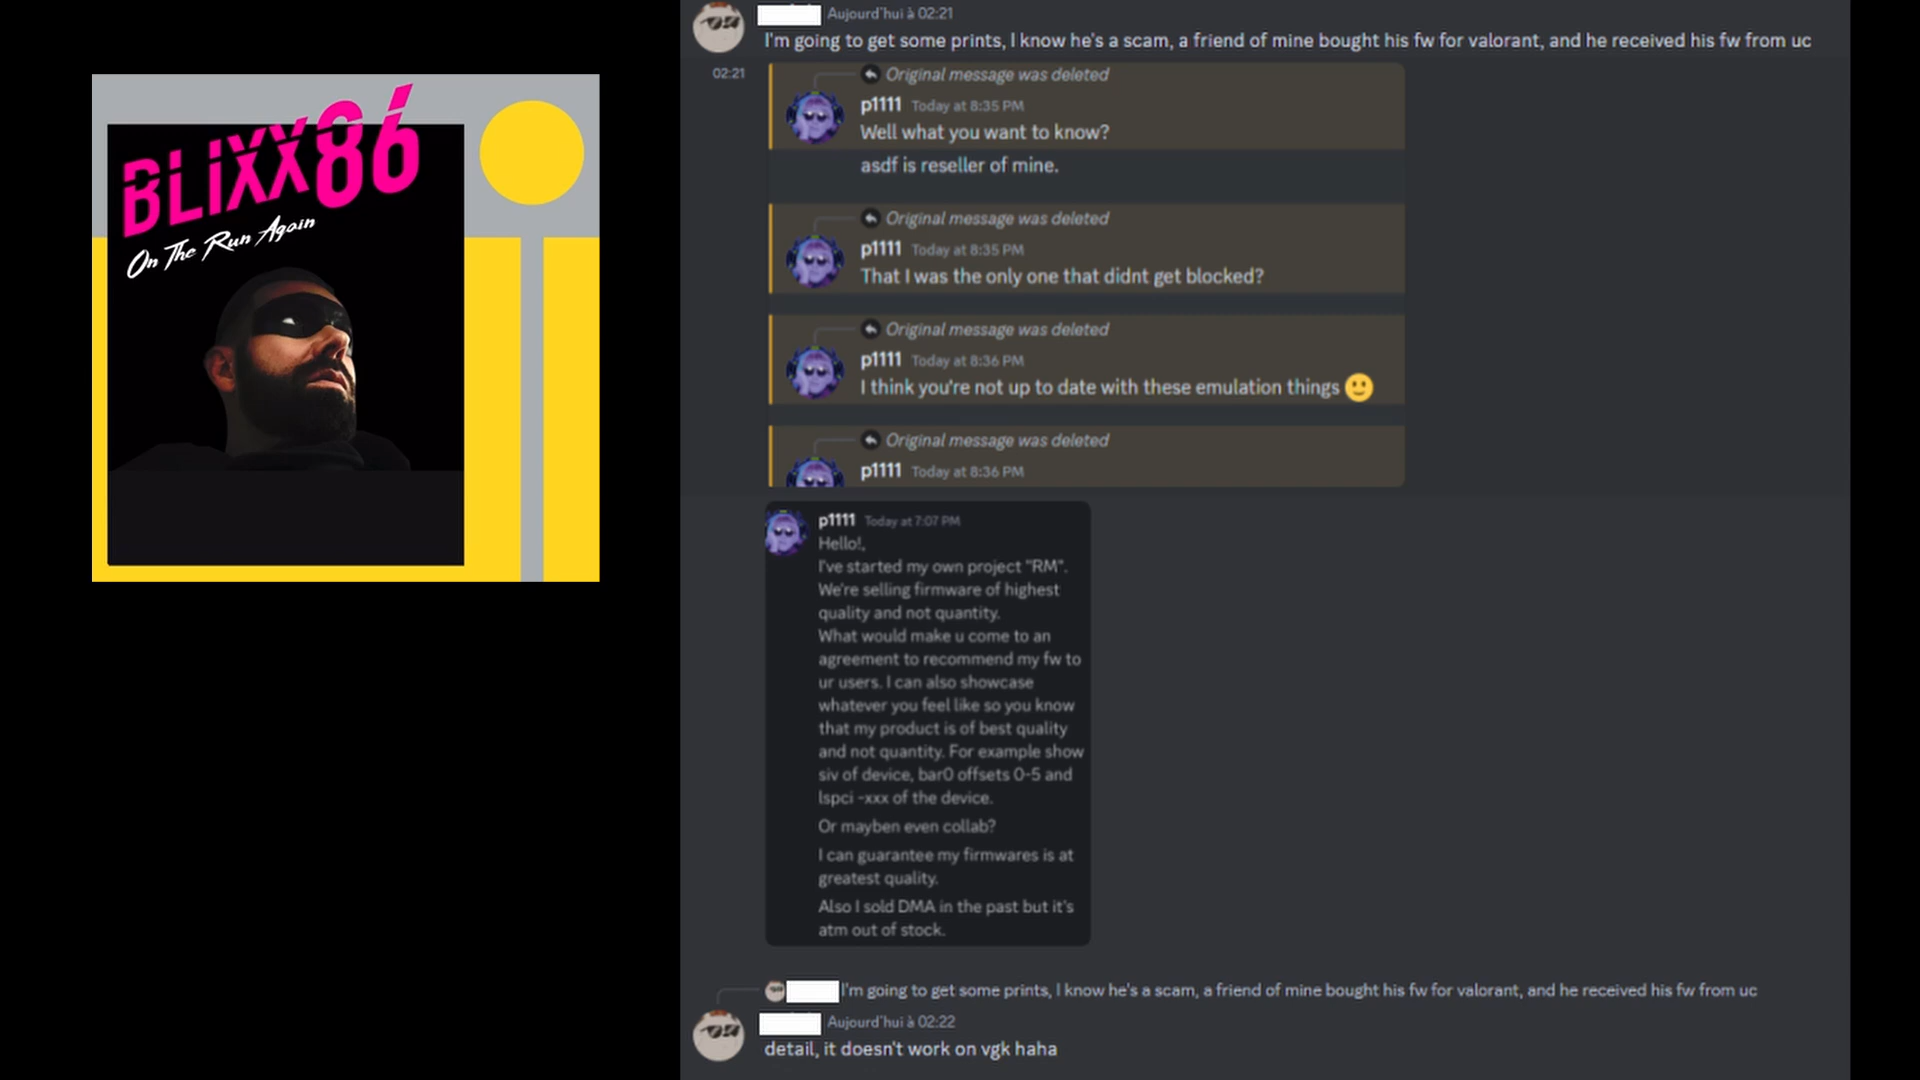 BLiXX86
On The Run Again
Aujourd'hui à 02:21
I'm going to get some prints, I know he's a scam, a friend of mine bought his fw for valorant, and he received his fw from uc
02:21
Original message was deleted
p1111 Today at 8:35 PM
Well what you want to know?
asdf is reseller of mine.
Original message was deleted
p1111 Today at 8:35 PM
That I was the only one that didnt get blocked?
Original message was deleted
p1111 Today at 8:36 PM
I think you're not up to date with these emulation things 🙂
Original message was deleted
p1111 Today at 8:36 PM
p1111 Today at 7:07 PM
Hello!,
I've started my own project "RM".
We're selling firmware of highest
quality and not quantity.
What would make u come to an
agreement to recommend my fw to
ur users. I can also showcase
whatever you feel like so you know
that my product is of best quality
and not quantity. For example show
siv of device, bar0 offsets 0-5 and
lspci -xxx of the device.
Or mayben even collab?
I can guarantee my firmwares is at
greatest quality.
Also I sold DMA in the past but it's
atm out of stock.
I'm going to get some prints, I know he's a scam, a friend of mine bought his fw for valorant, and he received his fw from uc
Aujourd'hui à 02:22
detail, it doesn't work on vgk haha